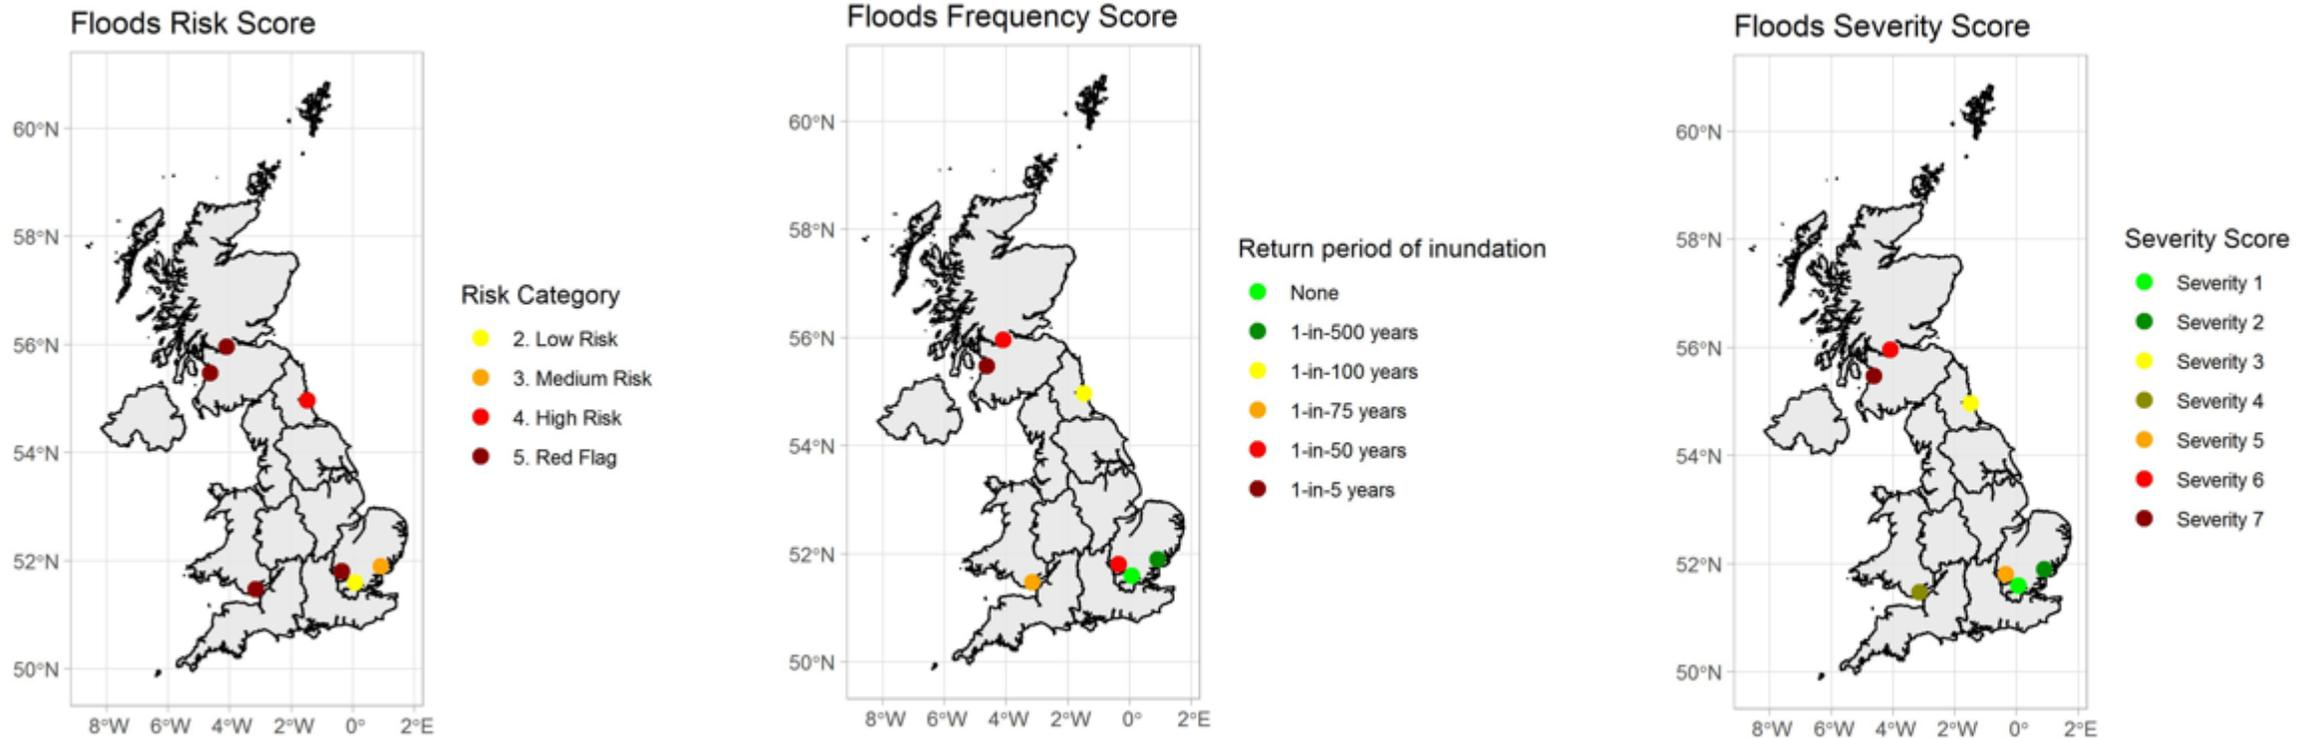 Floods Risk Score
60°N
58°N
56°N
54°N
52°N
50°N
8°W 6°W 4°W 2°W 0° 2°E
Risk Category
2. Low Risk
3. Medium Risk
4. High Risk
5. Red Flag
Floods Frequency Score
60°N
58°N
56°N
54°N
52°N
50°N
8°W 6°W 4°W 2°W 0° 2°E
Return period of inundation
None
1-in-500 years
1-in-100 years
1-in-75 years
1-in-50 years
1-in-5 years
Floods Severity Score
60°N
58°N
56°N
54°N
52°N
50°N
8°W 6°W 4°W 2°W 0° 2°E
Severity Score
Severity 1
Severity 2
Severity 3
Severity 4
Severity 5
Severity 6
Severity 7